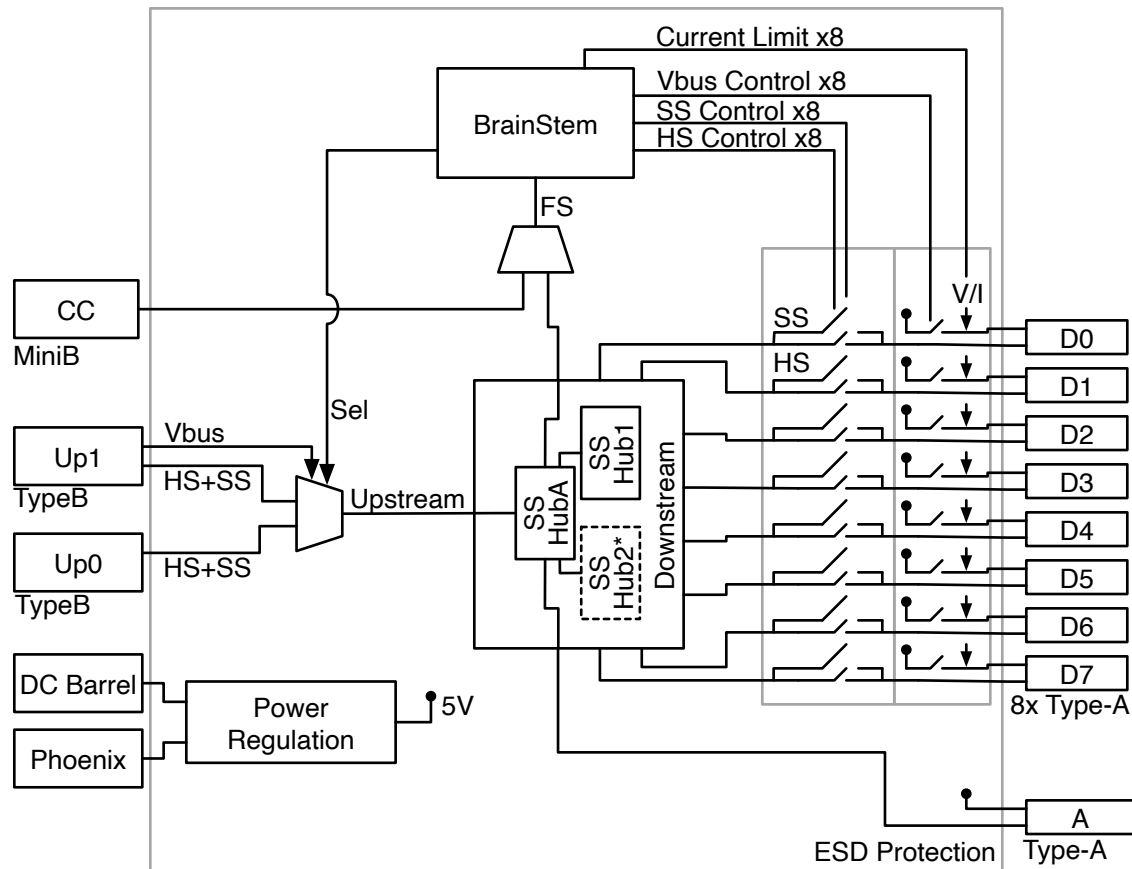 Current Limit x8
Vbus Control x8
SS Control x8
HS Control x8
BrainStem
FS
CC
MiniB
V/I
SS
HS
D0
D1
D2
D3
D4
D5
D6
D7
8x Type-A
Sel
Vbus
Up1
TypeB
HS+SS
Upstream
Up0
TypeB
HS+SS
SS
Hub1
SS
HubA
SS
Hub2*
Downstream
DC Barrel
Phoenix
Power
Regulation
5V
A
Type-A
ESD Protection